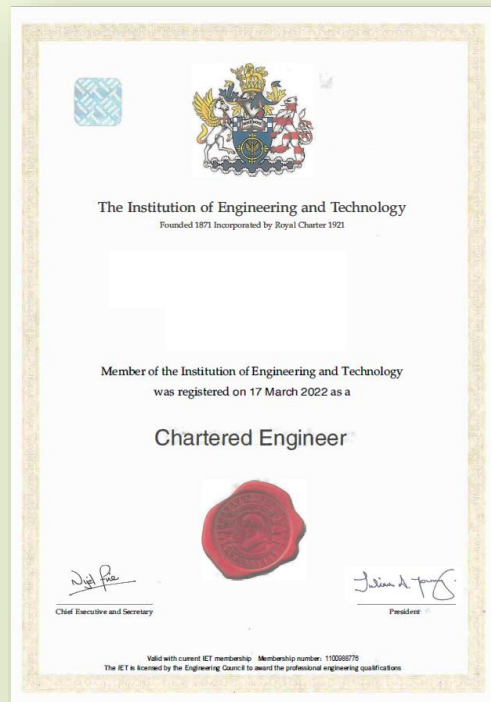 The Institution of Engineering and Technology
Founded 1871 Incorporated by Royal Charter 1921
Member of the Institution of Engineering and Technology
was registered on 17 March 2022 as a
Chartered Engineer
Chief Executive and Secretary
President
Valid with current IET membership Membership number: 1100988776
The IET is licensed by the Engineering Council to award the professional engineering qualifications